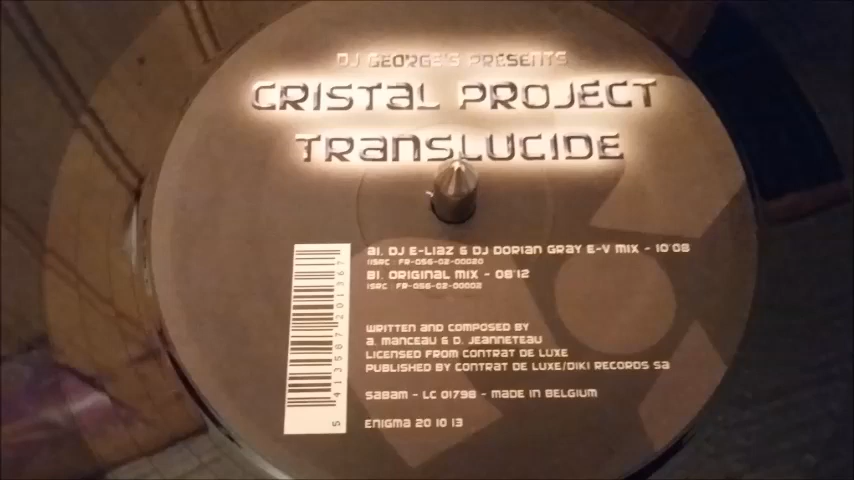 DJ GEORGE'S PRESENTS
CRISTAL PROJECT
TRANSLUCIDE
A1. DJ E-LIAZ & DJ DORIAN GRAY E-V MIX - 10'08
ISRC : FR-056-02-00020
B1. ORIGINAL MIX - 08'12
ISRC : FR-056-02-00002
WRITTEN AND COMPOSED BY
A. MANCEAU & D. JEANNETEAU
LICENSED FROM CONTRAT DE LUXE
PUBLISHED BY CONTRAT DE LUXE/DIKI RECORDS SA
SABAM - LC 01798 - MADE IN BELGIUM
ENIGMA 20 10 13
5 413587 201367